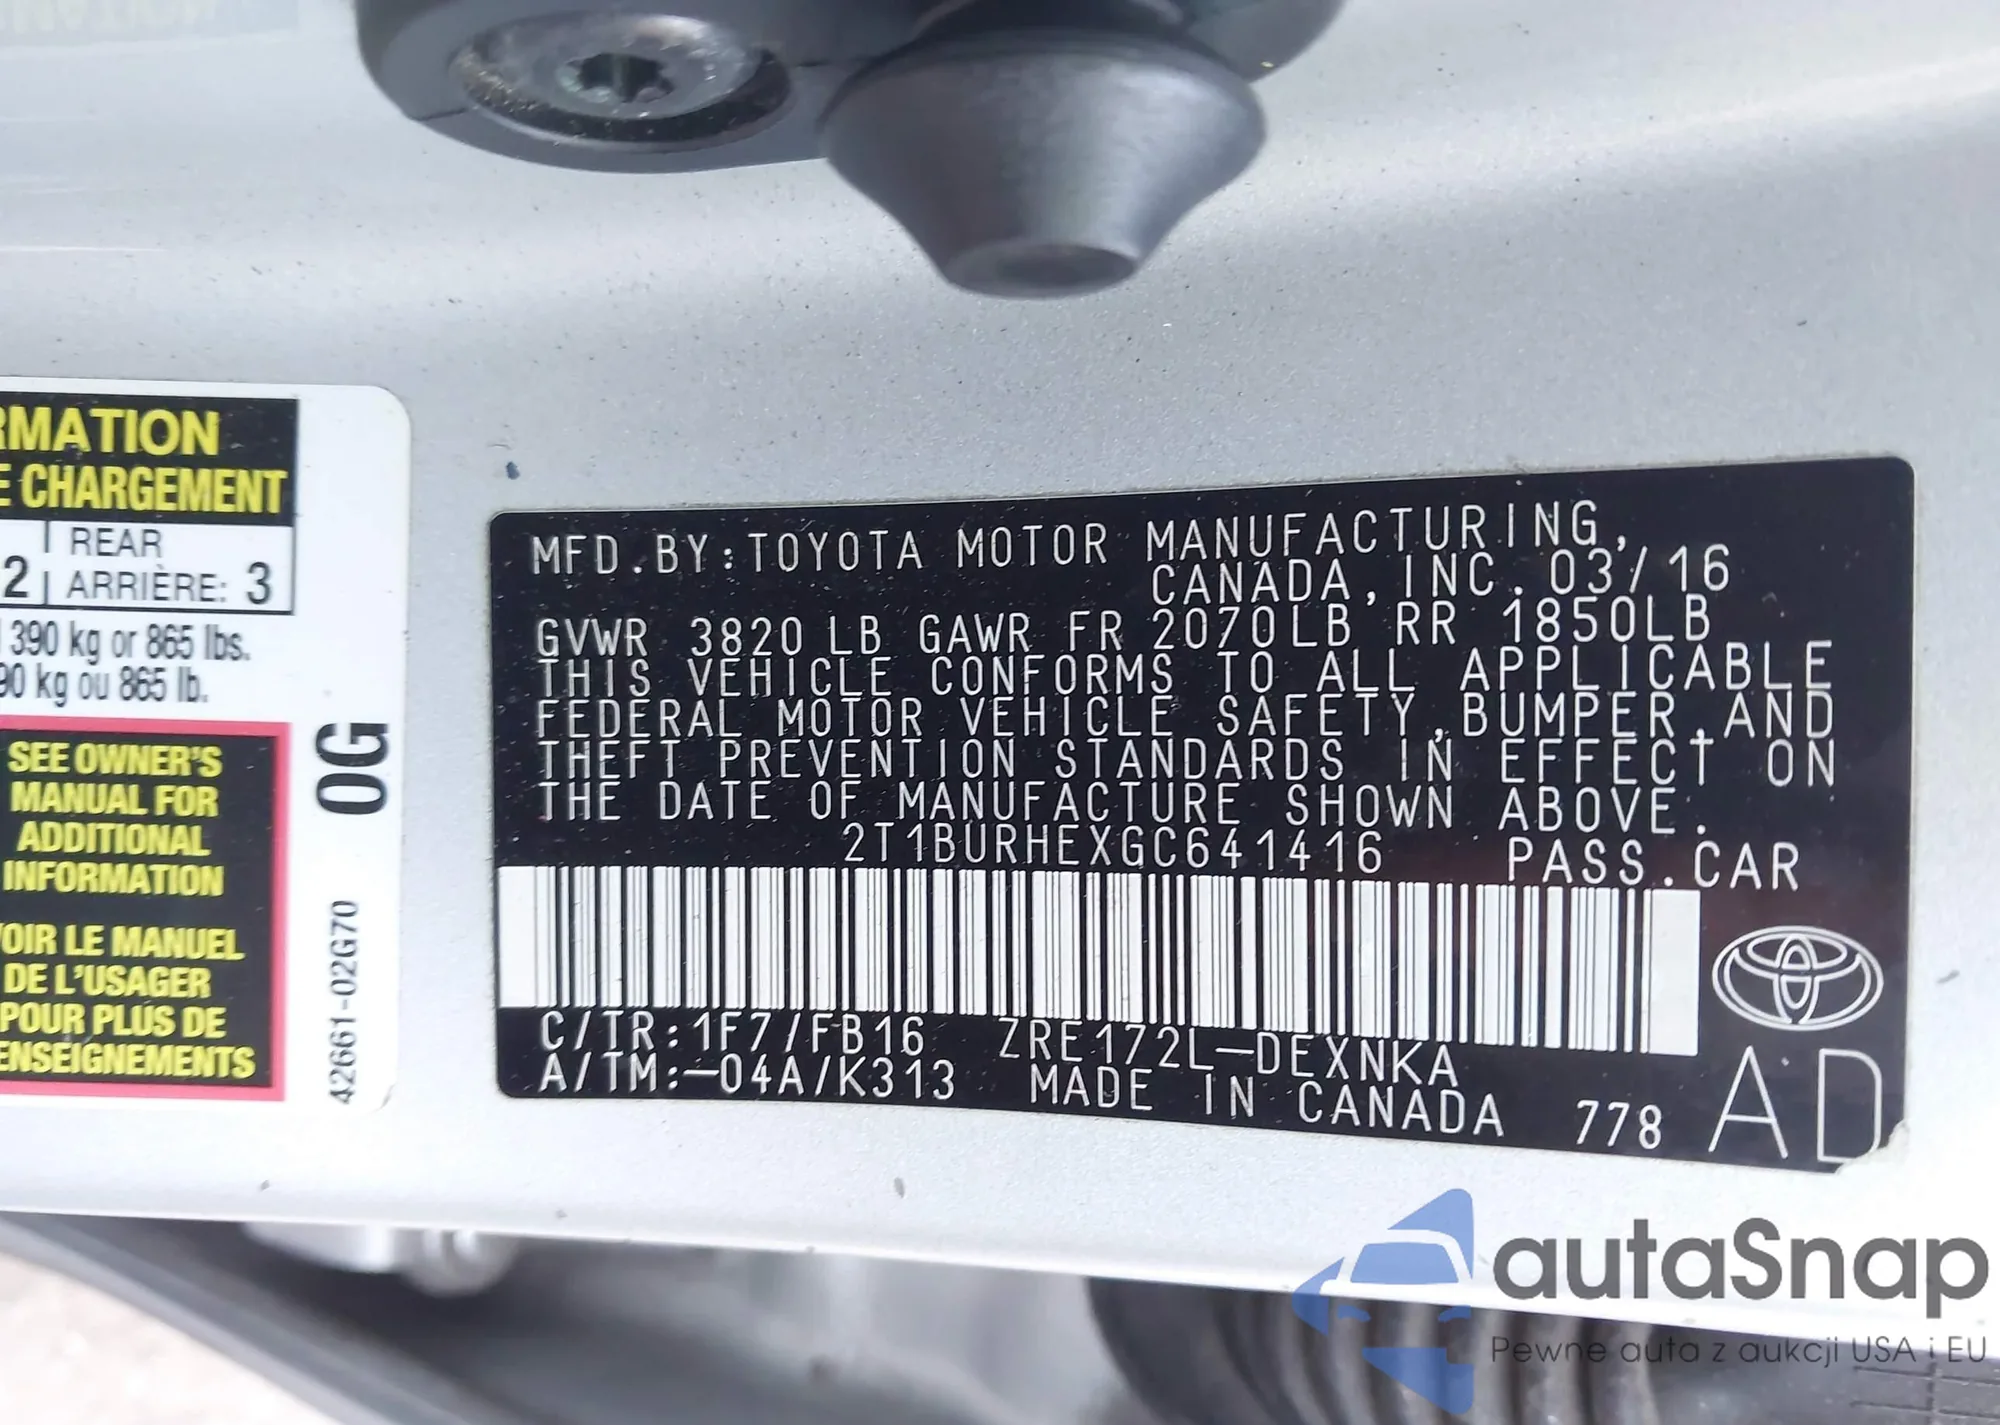 RMATION
E CHARGEMENT
2 REAR
ARRIÈRE: 3
390 kg or 865 lbs.
90 kg ou 865 lb.
SEE OWNER'S
MANUAL FOR
ADDITIONAL
INFORMATION
VOIR LE MANUEL
DE L'USAGER
POUR PLUS DE
ENSEIGNEMENTS
0G
42661-02G70
MFD.BY:TOYOTA MOTOR MANUFACTURING,
CANADA,INC. 03/16
GVWR 3820 LB GAWR FR 2070LB RR 1850LB
THIS VEHICLE CONFORMS TO ALL APPLICABLE
FEDERAL MOTOR VEHICLE SAFETY,BUMPER,AND
THEFT PREVENTION STANDARDS IN EFFECT ON
THE DATE OF MANUFACTURE SHOWN ABOVE.
2T1BURHEXGC641416 PASS.CAR
C/TR:1F7/FB16 ZRE172L-DEXNKA
A/TM:-04A/K313 MADE IN CANADA 778
AD
autaSnap
Pewne auta z aukcji USA i EU